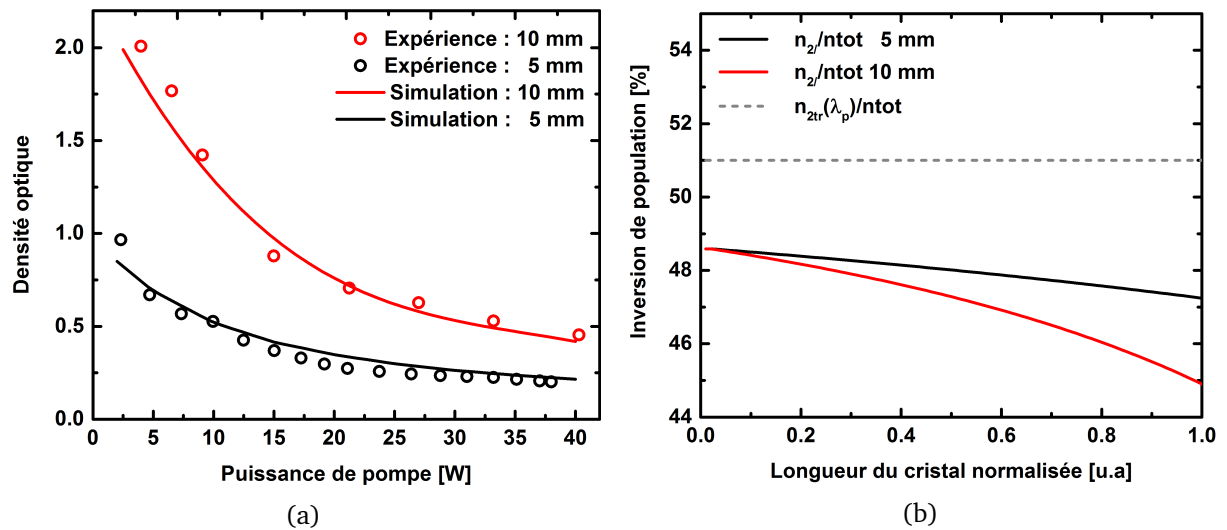 2.0
1.5
1.0
0.5
0.0
Densité optique
Expérience : 10 mm
Expérience : 5 mm
Simulation : 10 mm
Simulation : 5 mm
0 5 10 15 20 25 30 35 40
Puissance de pompe [W]
(a)
54
52
50
48
46
44
Inversion de population [%]
n2/ntot 5 mm
n2/ntot 10 mm
n2tr(λp)/ntot
0.0 0.2 0.4 0.6 0.8 1.0
Longueur du cristal normalisée [u.a]
(b)